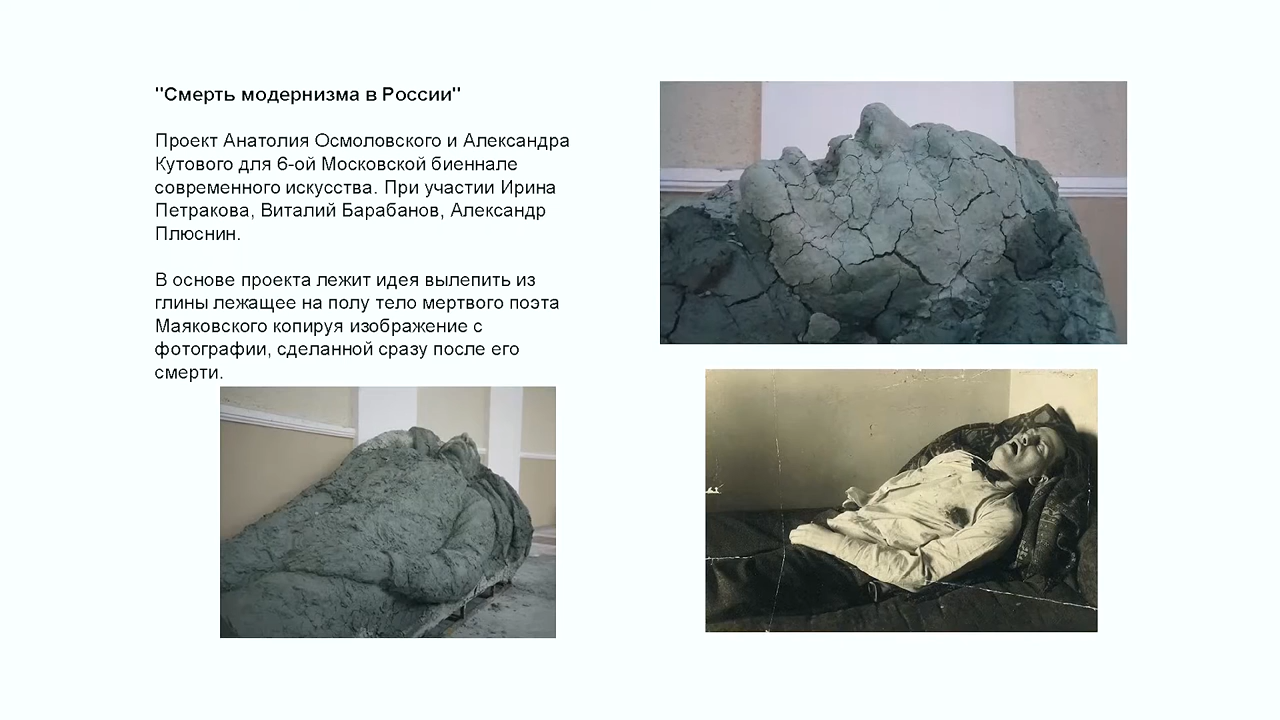 "Смерть модернизма в России"
Проект Анатолия Осмоловского и Александра
Кутового для 6-ой Московской биеннале
современного искусства. При участии Ирина
Петракова, Виталий Барабанов, Александр
Плюснин.
В основе проекта лежит идея вылепить из
глины лежащее на полу тело мертвого поэта
Маяковского копируя изображение с
фотографии, сделанной сразу после его
смерти.